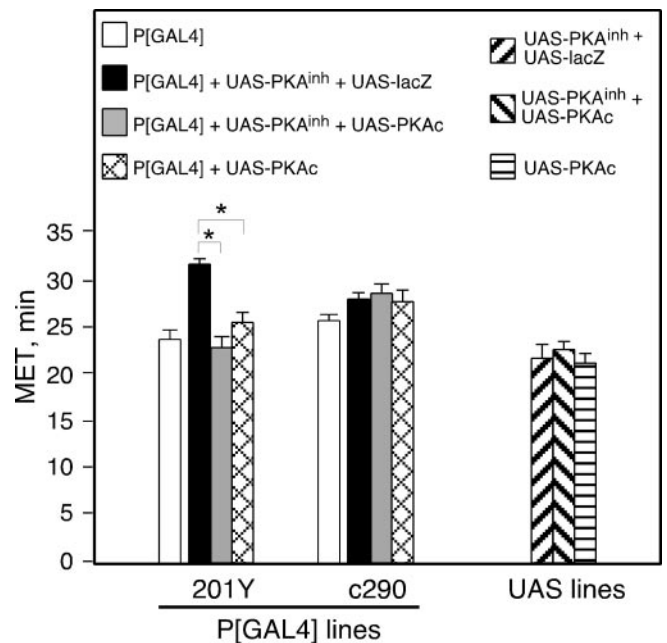 P[GAL4]
P[GAL4] + UAS-PKAinh + UAS-lacZ
P[GAL4] + UAS-PKAinh + UAS-PKAc
P[GAL4] + UAS-PKAc
UAS-PKAinh +
UAS-lacZ
UAS-PKAinh +
UAS-PKAc
UAS-PKAc
MET, min
35
30
25
20
15
10
5
0
*
*
201Y
c290
UAS lines
P[GAL4] lines